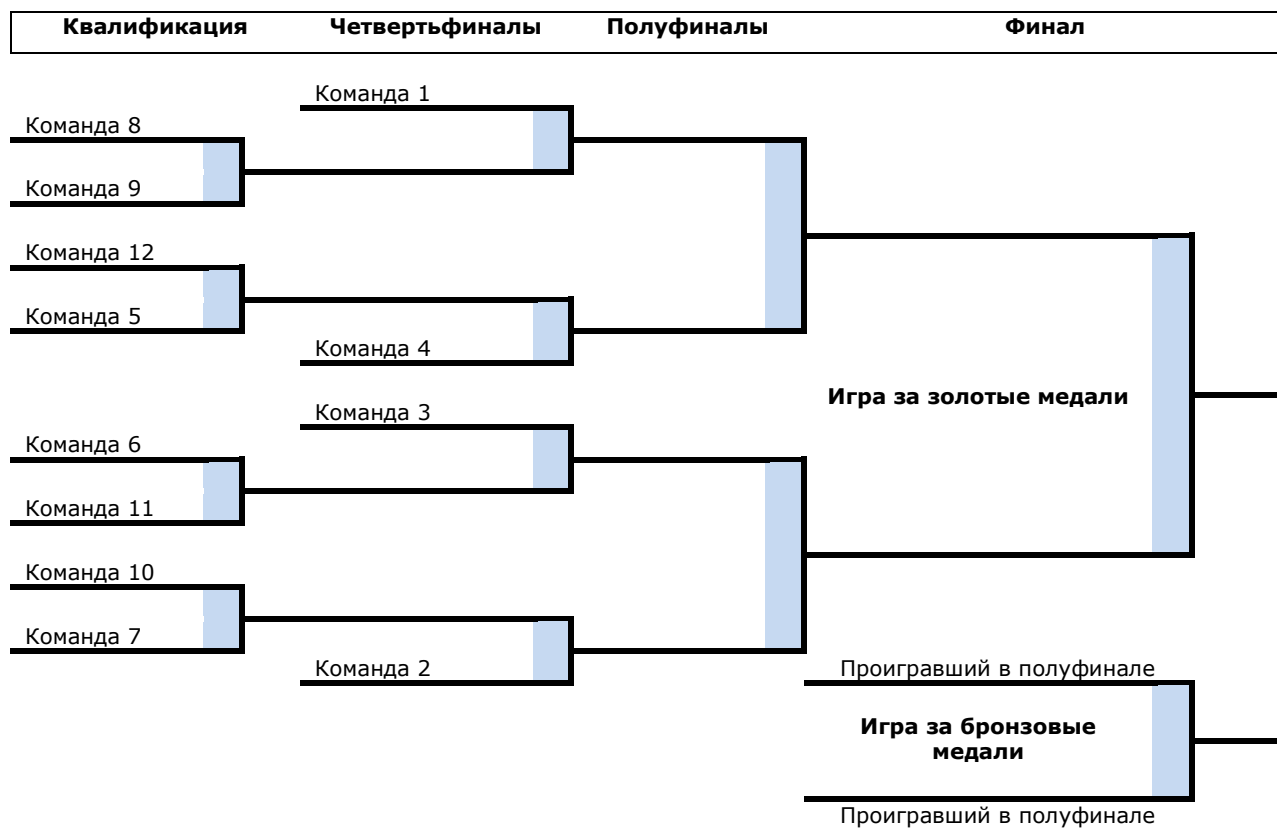 Квалификация Четвертьфиналы Полуфиналы Финал
Команда 1
Команда 8
Команда 9
Команда 12
Команда 5
Команда 4
Команда 3
Игра за золотые медали
Команда 6
Команда 11
Команда 10
Команда 7
Команда 2
Проигравший в полуфинале
Игра за бронзовые
медали
Проигравший в полуфинале